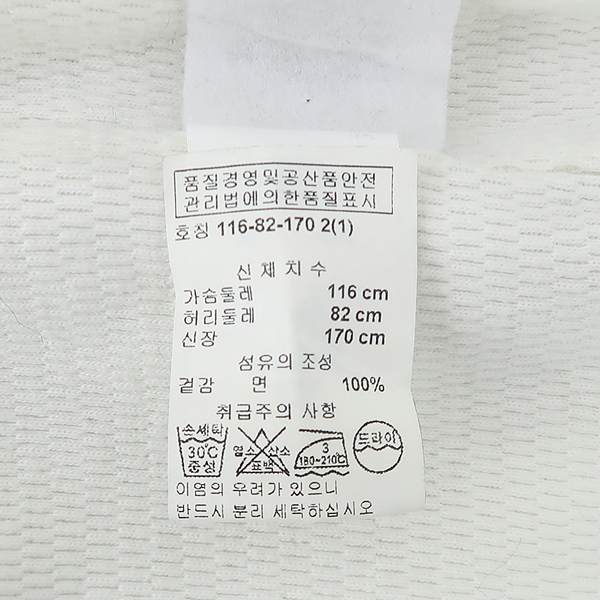 품질경영및공산품안전
관리법에의한품질표시
호칭 116-82-170 2(1)
신체치수
가슴둘레 116 cm
허리둘레 82 cm
신장 170 cm
섬유의 조성
겉감 면 100%
취급주의 사항
손세탁 30℃ 중성
염소 산소 표백
3 180~210℃
드라이
이염의 우려가 있으니
반드시 분리 세탁하십시오